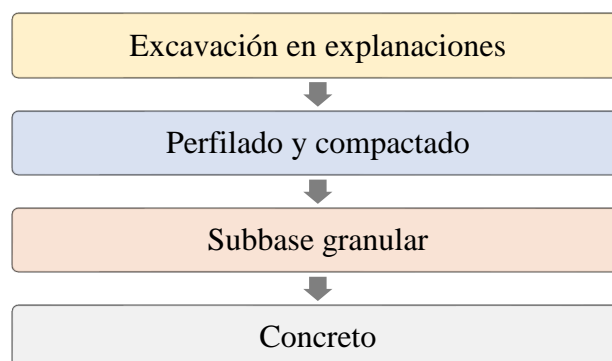 Excavación en explanaciones
Perfilado y compactado
Subbase granular
Concreto